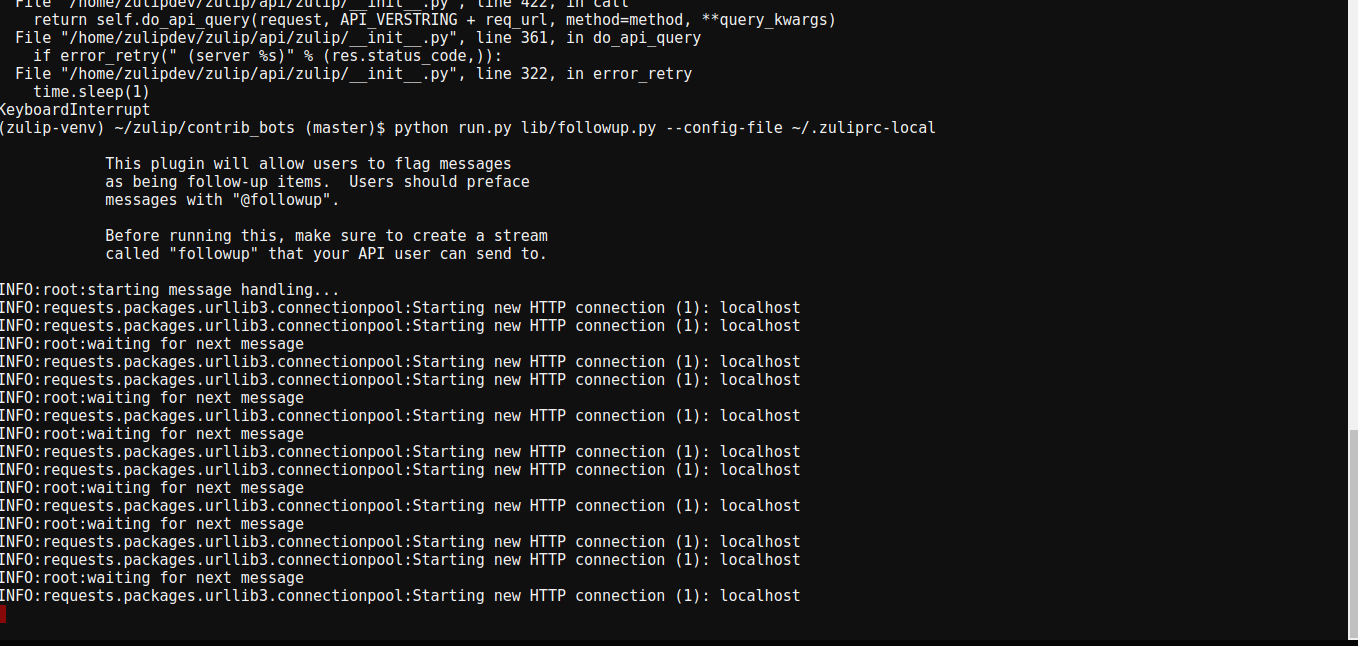 File "/home/zulipdev/zulip/api/zulip/__init__.py", line 422, in call
return self.do_api_query(request, API_VERSTRING + req_url, method=method, **query_kwargs)
File "/home/zulipdev/zulip/api/zulip/__init__.py", line 361, in do_api_query
if error_retry(" (server %s)" % (res.status_code,)):
File "/home/zulipdev/zulip/api/zulip/__init__.py", line 322, in error_retry
time.sleep(1)
KeyboardInterrupt
(zulip-venv) ~/zulip/contrib_bots (master)$ python run.py lib/followup.py --config-file ~/.zuliprc-local
This plugin will allow users to flag messages
as being follow-up items.  Users should preface
messages with "@followup".
Before running this, make sure to create a stream
called "followup" that your API user can send to.
INFO:root:starting message handling...
INFO:requests.packages.urllib3.connectionpool:Starting new HTTP connection (1): localhost
INFO:requests.packages.urllib3.connectionpool:Starting new HTTP connection (1): localhost
INFO:root:waiting for next message
INFO:requests.packages.urllib3.connectionpool:Starting new HTTP connection (1): localhost
INFO:requests.packages.urllib3.connectionpool:Starting new HTTP connection (1): localhost
INFO:root:waiting for next message
INFO:requests.packages.urllib3.connectionpool:Starting new HTTP connection (1): localhost
INFO:root:waiting for next message
INFO:requests.packages.urllib3.connectionpool:Starting new HTTP connection (1): localhost
INFO:requests.packages.urllib3.connectionpool:Starting new HTTP connection (1): localhost
INFO:root:waiting for next message
INFO:requests.packages.urllib3.connectionpool:Starting new HTTP connection (1): localhost
INFO:root:waiting for next message
INFO:requests.packages.urllib3.connectionpool:Starting new HTTP connection (1): localhost
INFO:requests.packages.urllib3.connectionpool:Starting new HTTP connection (1): localhost
INFO:root:waiting for next message
INFO:requests.packages.urllib3.connectionpool:Starting new HTTP connection (1): localhost